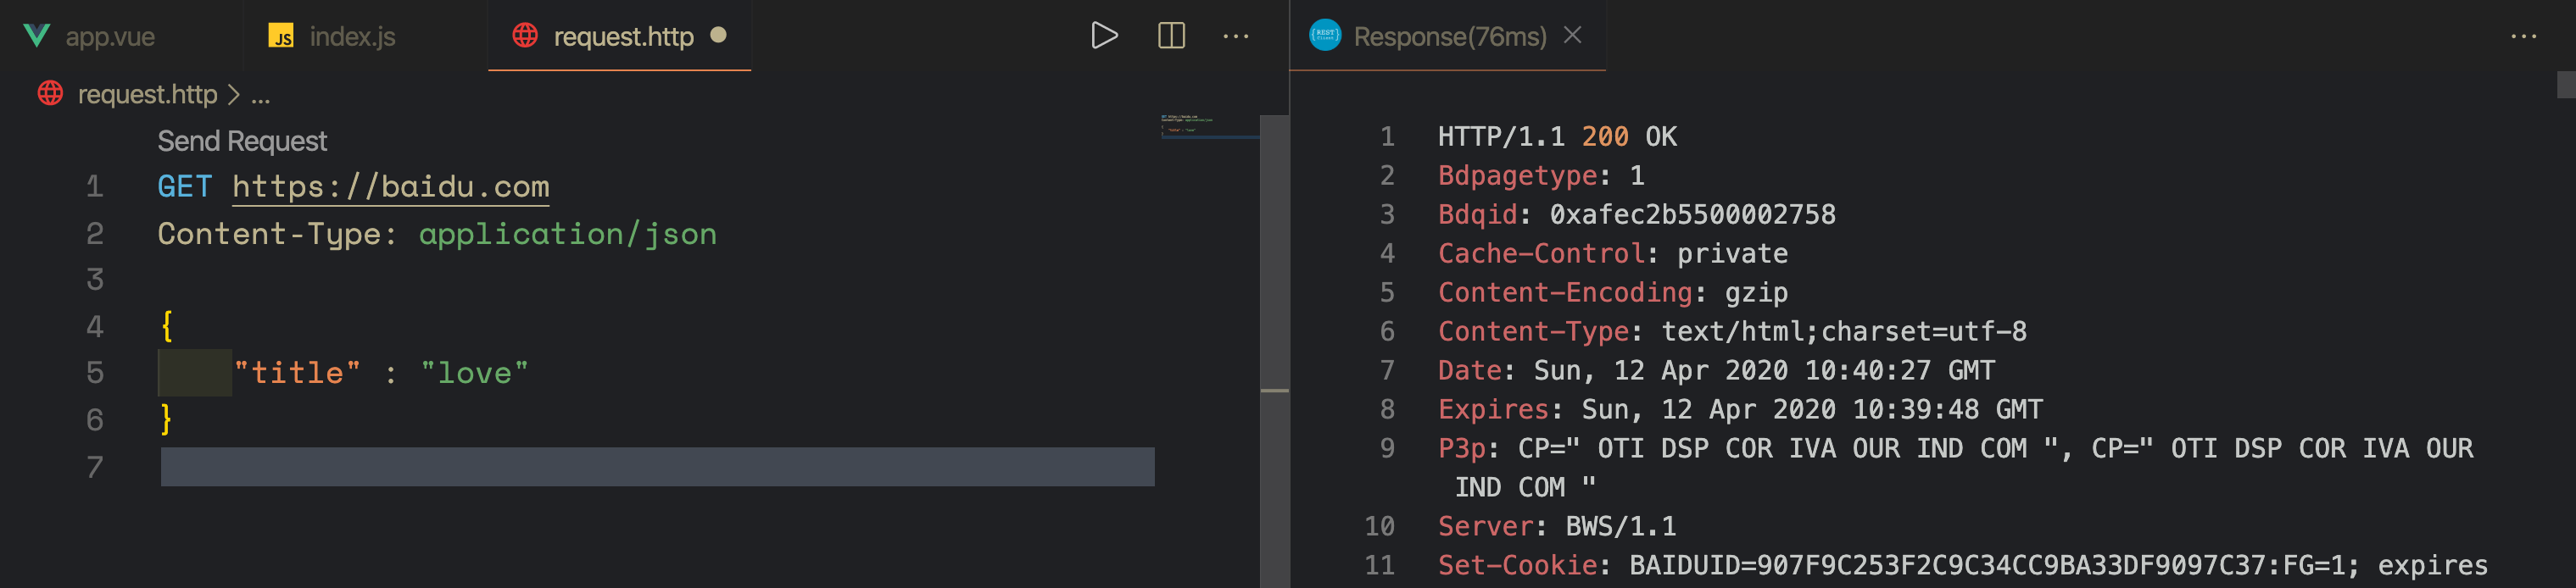 app.vue
JS index.js
request.http
Response(76ms)
request.http > ...
Send Request
1 GET https://baidu.com
2 Content-Type: application/json
3
4 {
5 "title" : "love"
6 }
7
1 HTTP/1.1 200 OK
2 Bdpagetype: 1
3 Bdqid: 0xafec2b5500002758
4 Cache-Control: private
5 Content-Encoding: gzip
6 Content-Type: text/html;charset=utf-8
7 Date: Sun, 12 Apr 2020 10:40:27 GMT
8 Expires: Sun, 12 Apr 2020 10:39:48 GMT
9 P3p: CP=" OTI DSP COR IVA OUR IND COM ", CP=" OTI DSP COR IVA OUR
IND COM "
10 Server: BWS/1.1
11 Set-Cookie: BAIDUID=907F9C253F2C9C34CC9BA33DF9097C37:FG=1; expires